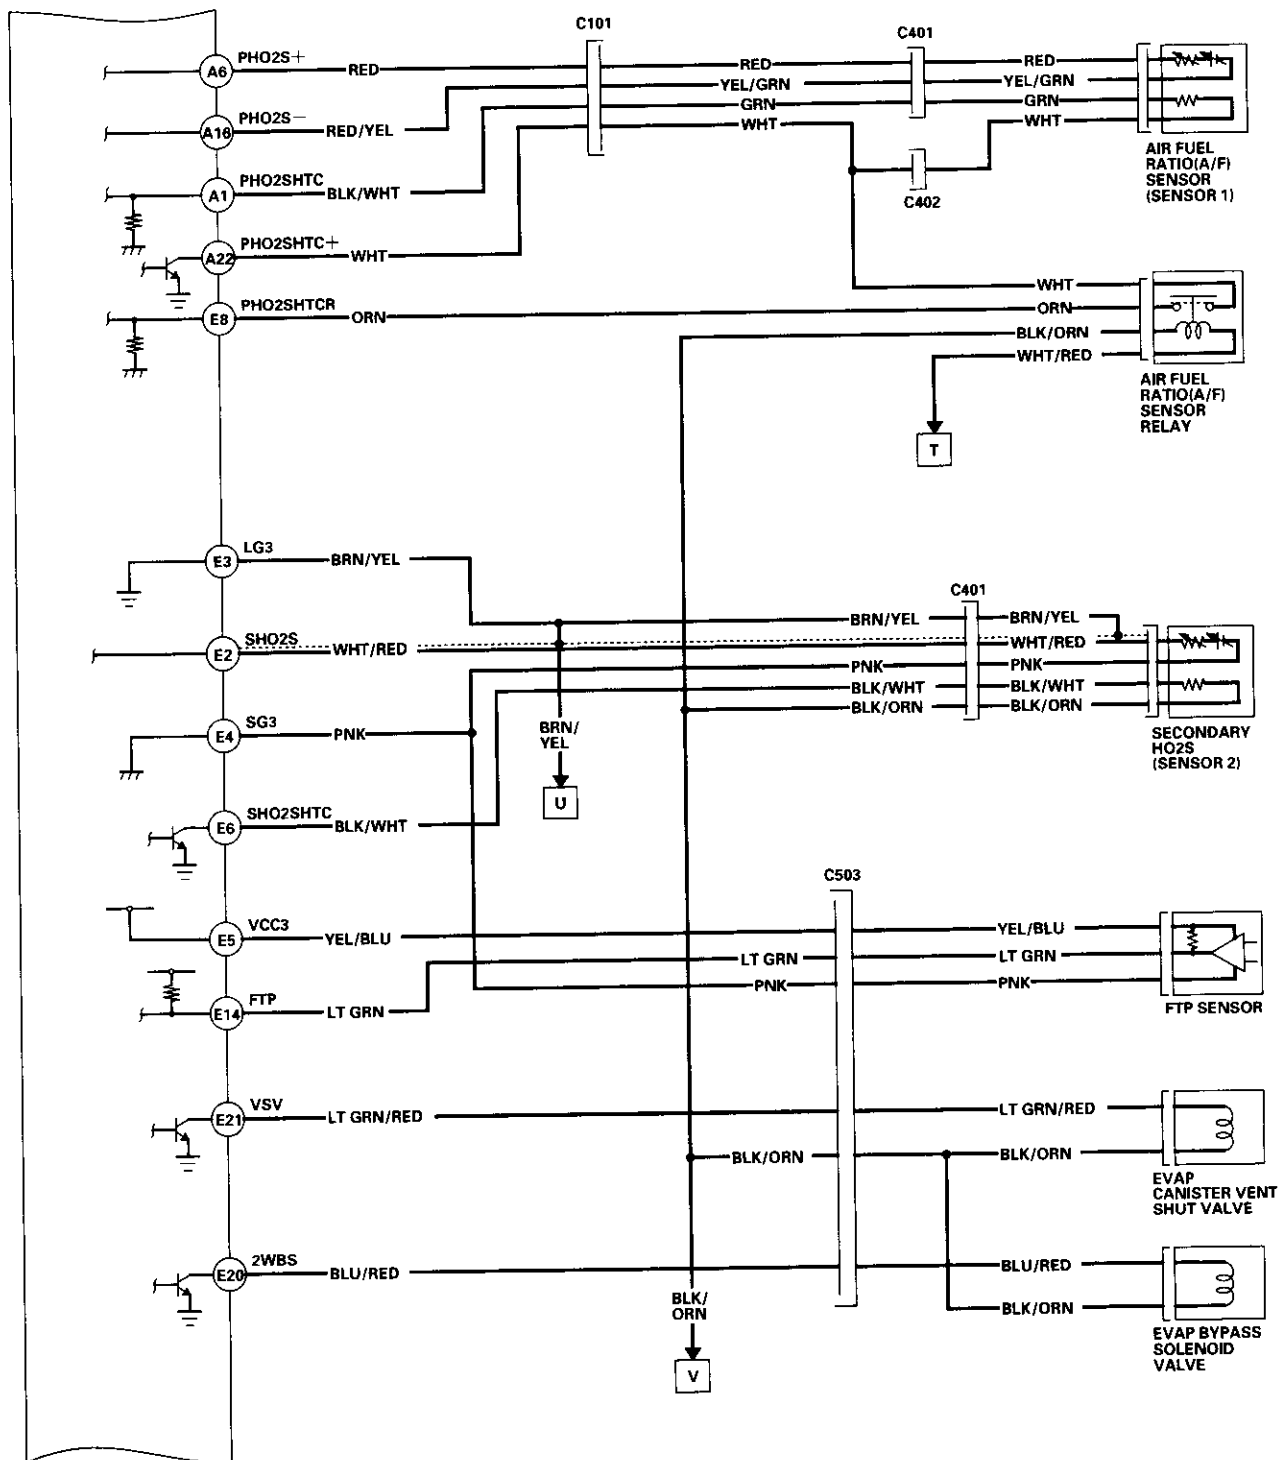 C101
C401
A6 PHO2S+ RED RED RED
YEL/GRN YEL/GRN
GRN GRN
A16 PHO2S− RED/YEL WHT WHT
AIR FUEL
RATIO(A/F)
SENSOR
(SENSOR 1)
A1 PHO2SHTC BLK/WHT
C402
A22 PHO2SHTC+ WHT
WHT
E8 PHO2SHTCR ORN ORN
BLK/ORN
WHT/RED
AIR FUEL
RATIO(A/F)
SENSOR
RELAY
T
E3 LG3 BRN/YEL
C401
BRN/YEL BRN/YEL
E2 SHO2S WHT/RED WHT/RED
PNK PNK
BLK/WHT BLK/WHT
BLK/ORN BLK/ORN
SECONDARY
HO2S
(SENSOR 2)
E4 SG3 PNK
BRN/
YEL
U
E6 SHO2SHTC BLK/WHT
C503
E5 VCC3 YEL/BLU YEL/BLU
LT GRN LT GRN
PNK PNK
FTP SENSOR
E14 FTP LT GRN
E21 VSV LT GRN/RED LT GRN/RED
BLK/ORN BLK/ORN
EVAP
CANISTER VENT
SHUT VALVE
E20 2WBS BLU/RED BLU/RED
BLK/
ORN
BLK/ORN
EVAP BYPASS
SOLENOID
VALVE
V